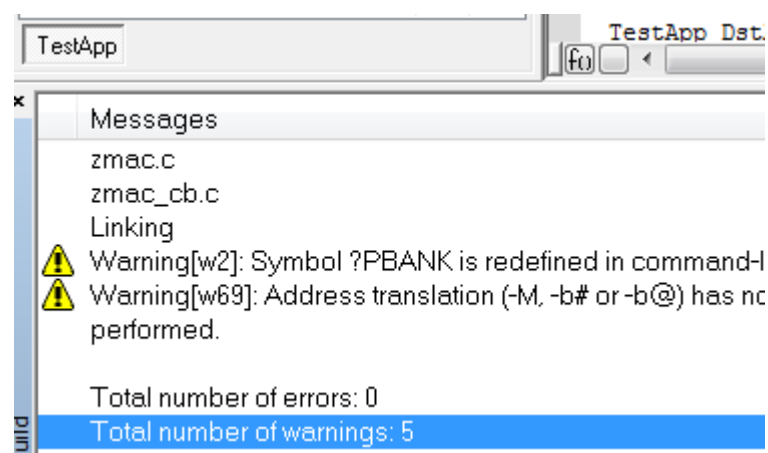 TestApp
TestApp Dst
f()
Messages
zmac.c
zmac_cb.c
Linking
Warning[w2]: Symbol ?PBANK is redefined in command-l
Warning[w69]: Address translation (-M, -b# or -b@) has no
performed.
Total number of errors: 0
Total number of warnings: 5
uild